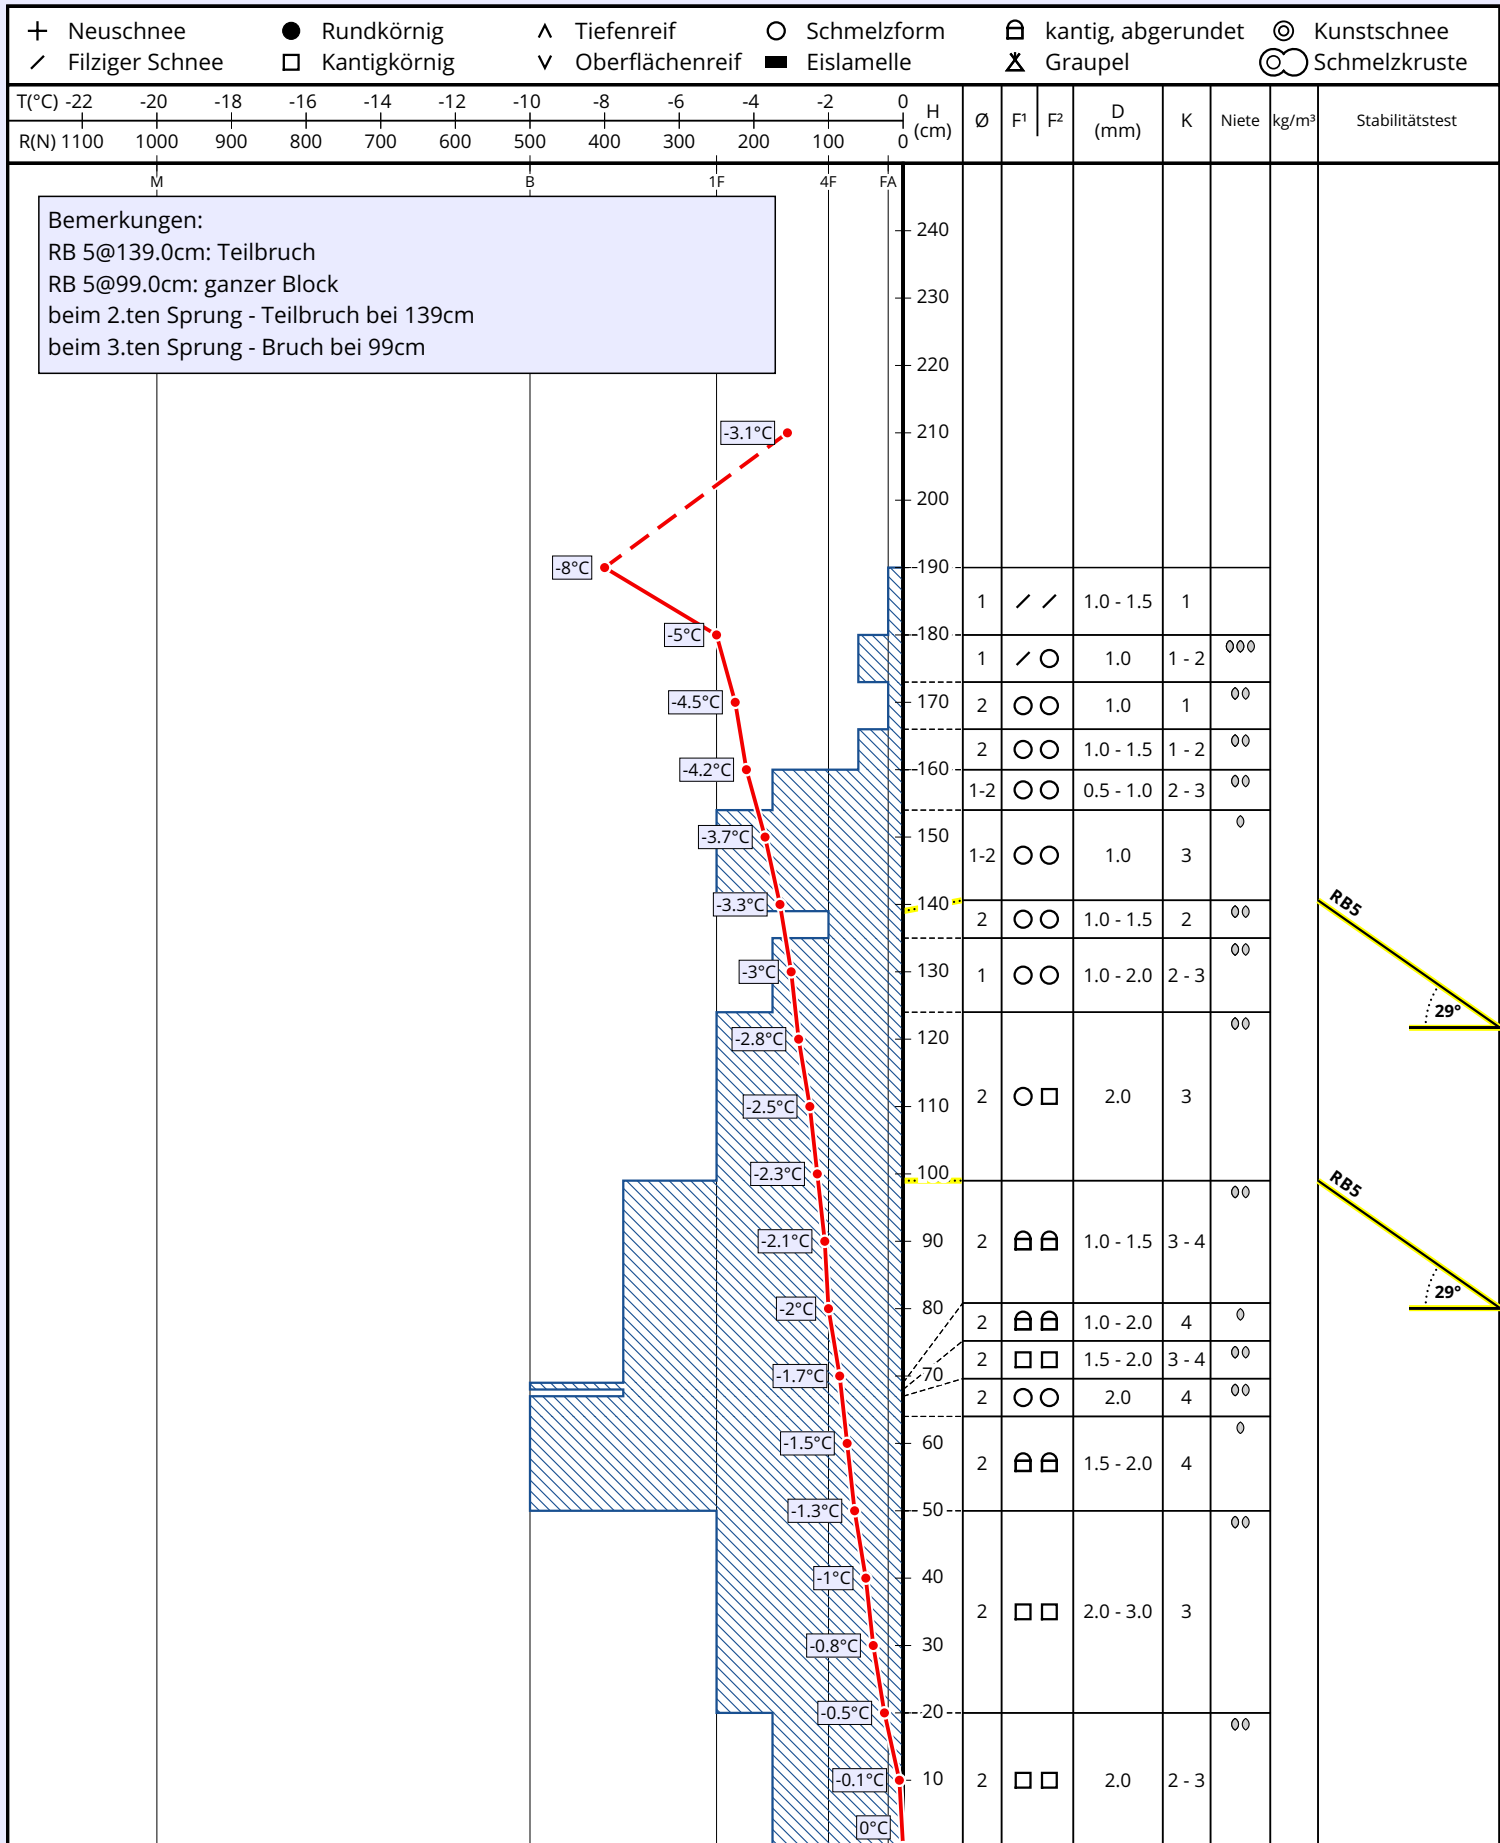 Neuschnee Rundkörnig Tiefenreif Schmelzform kantig, abgerundet Kunstschnee
Filziger Schnee Kantigkörnig Oberflächenreif Eislamelle Graupel Schmelzkruste
T(°C) -22 -20 -18 -16 -14 -12 -10 -8 -6 -4 -2 0
R(N) 1100 1000 900 800 700 600 500 400 300 200 100 0
H (cm) Ø F¹ F² D (mm) K Niete kg/m³ Stabilitätstest
M B 1F 4F FA
Bemerkungen:
RB 5@139.0cm: Teilbruch
RB 5@99.0cm: ganzer Block
beim 2.ten Sprung - Teilbruch bei 139cm
beim 3.ten Sprung - Bruch bei 99cm
240
230
220
-3.1°C 210
200
-8°C 190
1 1.0 - 1.5 1
-5°C 180
1 1.0 1 - 2
-4.5°C 170 2 1.0 1
2 1.0 - 1.5 1 - 2
-4.2°C 160
1-2 0.5 - 1.0 2 - 3
-3.7°C 150
1-2 1.0 3
-3.3°C 140 RB5
2 1.0 - 1.5 2
-3°C 130 1 1.0 - 2.0 2 - 3
29°
-2.8°C 120
-2.5°C 110 2 2.0 3
-2.3°C 100 RB5
-2.1°C 90 2 1.0 - 1.5 3 - 4
29°
-2°C 80
2 1.0 - 2.0 4
2 1.5 - 2.0 3 - 4
-1.7°C 70
2 2.0 4
-1.5°C 60
2 1.5 - 2.0 4
-1.3°C 50
-1°C 40
2 2.0 - 3.0 3
-0.8°C 30
-0.5°C 20
-0.1°C 10 2 2.0 2 - 3
0°C